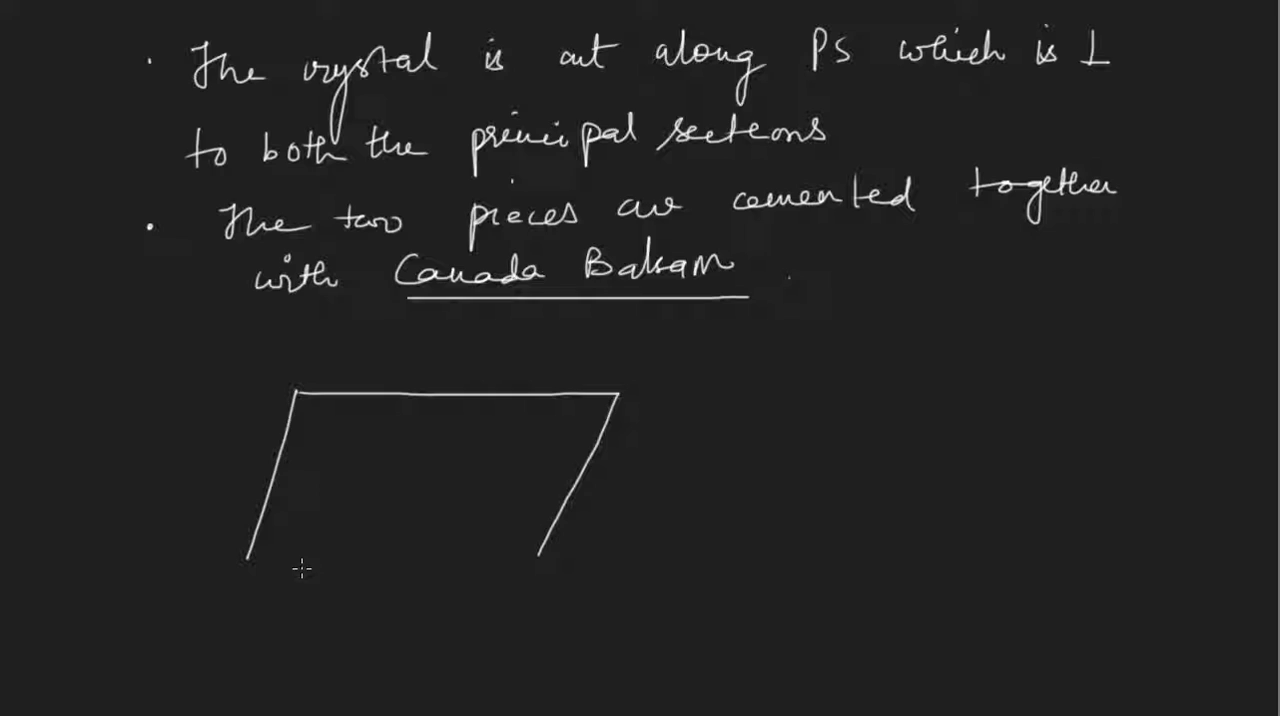 · The crystal is cut along PS which is ⊥
to both the principal sections
· The two pieces are cemented together
with Canada Balsam